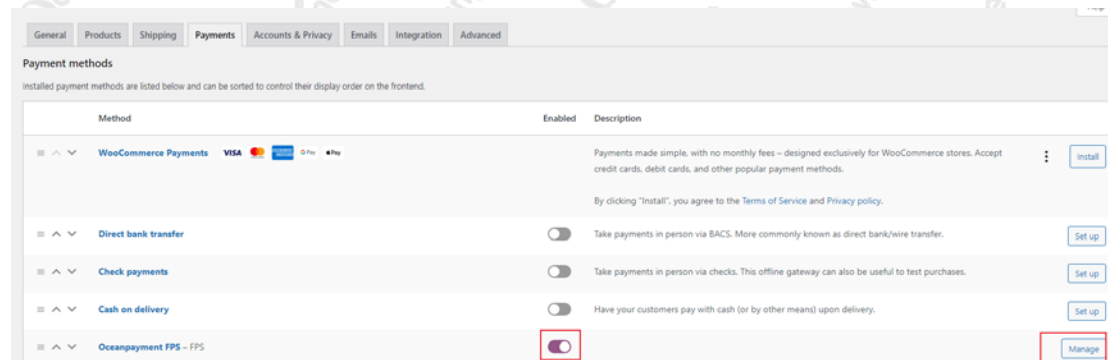 General Products Shipping Payments Accounts & Privacy Emails Integration Advanced
Payment methods
Installed payment methods are listed below and can be sorted to control their display order on the frontend.
Method Enabled Description
WooCommerce Payments VISA G Pay Pay Payments made simple, with no monthly fees – designed exclusively for WooCommerce stores. Accept Install
credit cards, debit cards, and other popular payment methods.
By clicking "Install", you agree to the Terms of Service and Privacy policy.
Direct bank transfer Take payments in person via BACS. More commonly known as direct bank/wire transfer. Set up
Check payments Take payments in person via checks. This offline gateway can also be useful to test purchases. Set up
Cash on delivery Have your customers pay with cash (or by other means) upon delivery. Set up
Oceanpayment FPS – FPS Manage